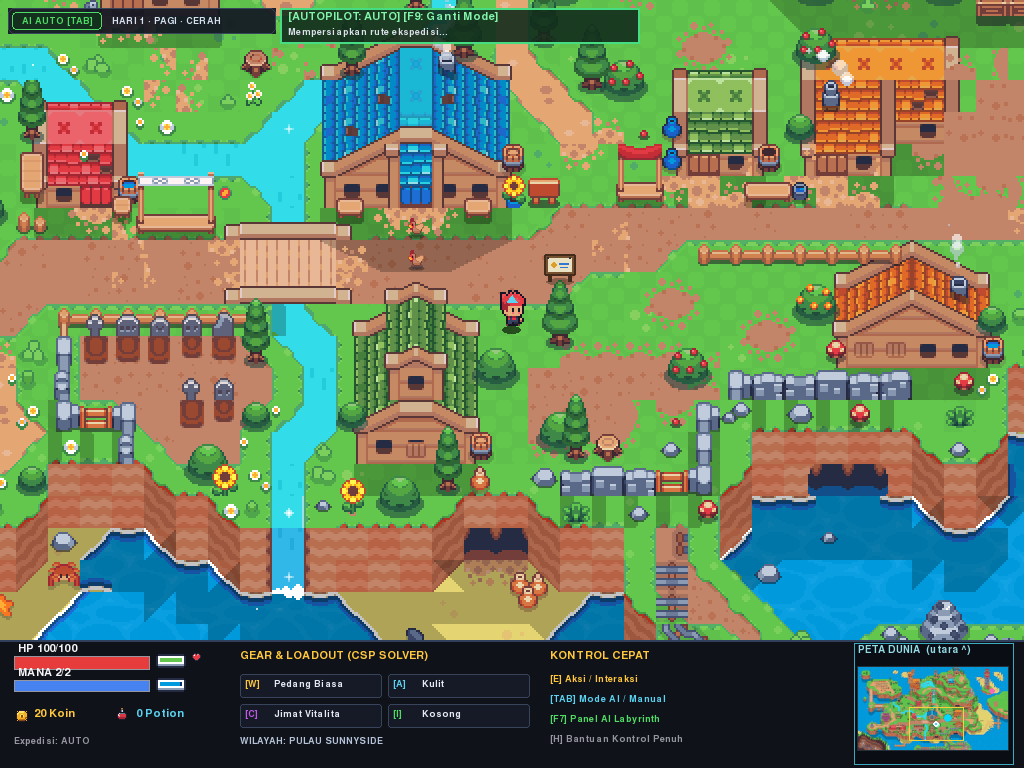 AI AUTO [TAB] HARI 1 · PAGI · CERAH
[AUTOPILOT: AUTO] [F9: Ganti Mode]
Mempersiapkan rute ekspedisi...
HP 100/100
MANA 2/2
20 Koin 0 Potion
Expedisi: AUTO
GEAR & LOADOUT (CSP SOLVER)
[W] Pedang Biasa [A] Kulit
[C] Jimat Vitalita [I] Kosong
WILAYAH: PULAU SUNNYSIDE
KONTROL CEPAT
[E] Aksi / Interaksi
[TAB] Mode AI / Manual
[F7] Panel AI Labyrinth
[H] Bantuan Kontrol Penuh
PETA DUNIA (utara ^)